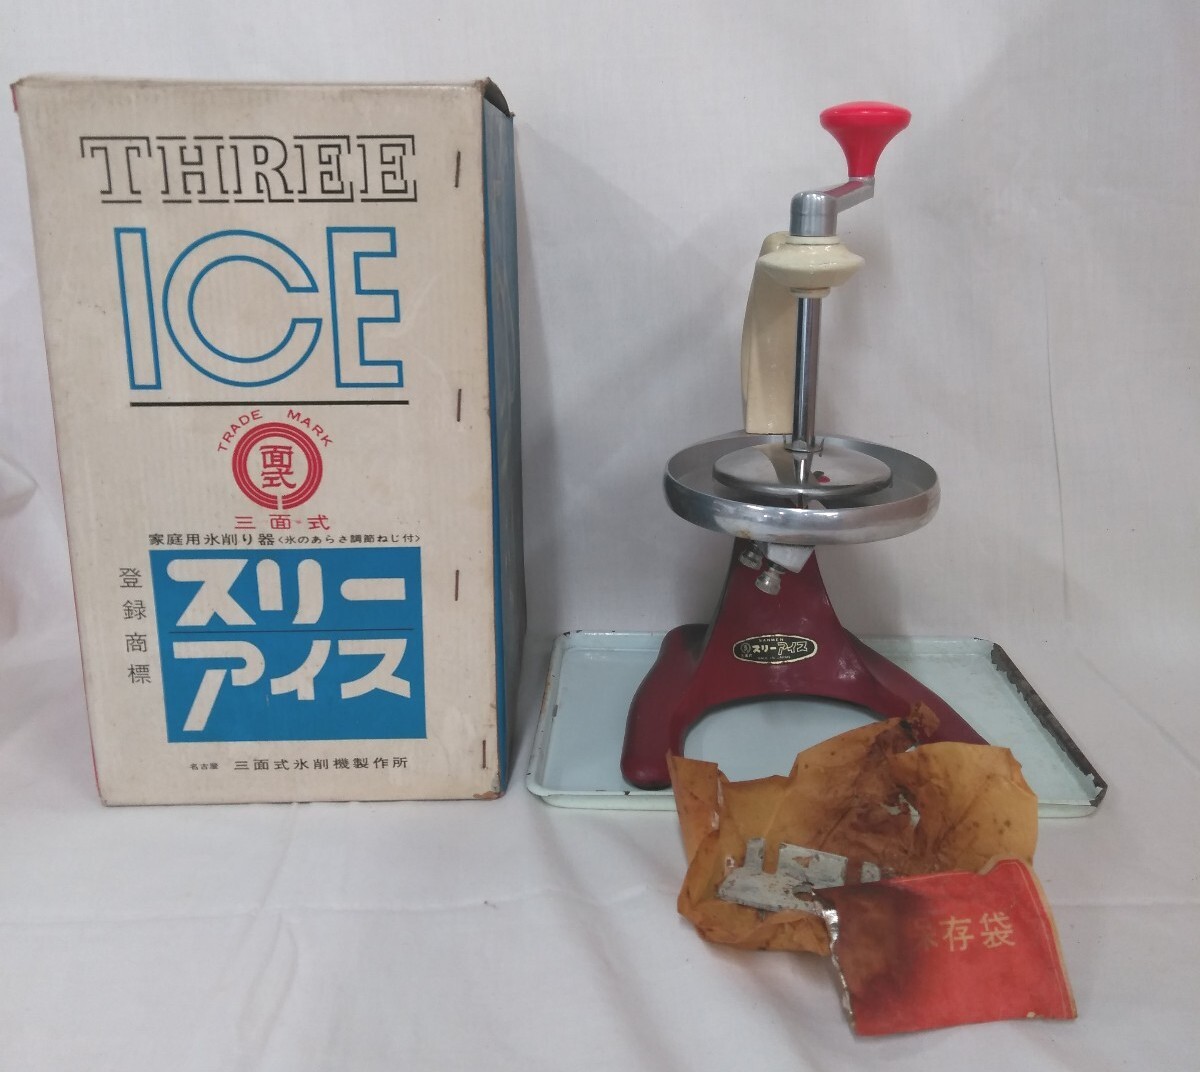 THREE
ICE
TRADE MARK
面式
三面式
家庭用氷削り器<氷のあらさ調節ねじ付>
登録商標
スリー
アイス
名古屋 三面式氷削機製作所
SANMEN
スリーアイス
存袋